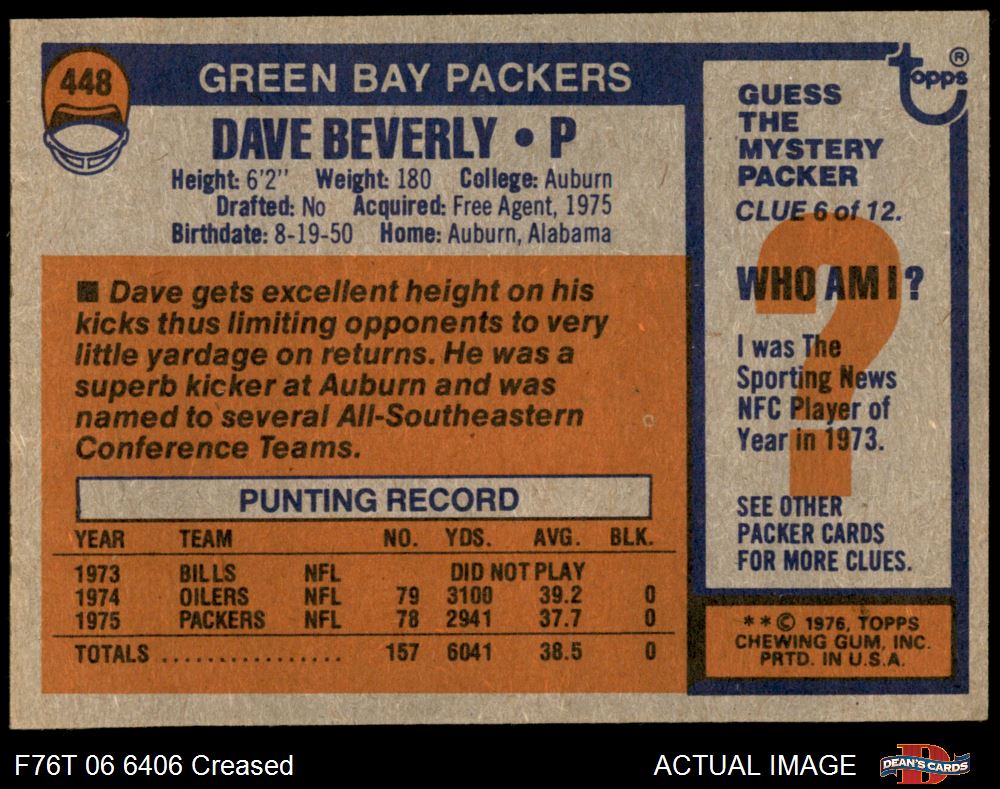 448
GREEN BAY PACKERS
DAVE BEVERLY • P
Height: 6'2" Weight: 180 College: Auburn
Drafted: No Acquired: Free Agent, 1975
Birthdate: 8-19-50 Home: Auburn, Alabama
■ Dave gets excellent height on his
kicks thus limiting opponents to very
little yardage on returns. He was a
superb kicker at Auburn and was
named to several All-Southeastern
Conference Teams.
PUNTING RECORD
YEAR TEAM NO. YDS. AVG. BLK.
1973 BILLS NFL DID NOT PLAY
1974 OILERS NFL 79 3100 39.2 0
1975 PACKERS NFL 78 2941 37.7 0
TOTALS .................. 157 6041 38.5 0
topps®
GUESS
THE
MYSTERY
PACKER
CLUE 6 of 12.
?
WHO AM I?
I was The
Sporting News
NFC Player of
Year in 1973.
SEE OTHER
PACKER CARDS
FOR MORE CLUES.
**© 1976, TOPPS
CHEWING GUM, INC.
PRTD. IN U.S.A.
F76T 06 6406 Creased
ACTUAL IMAGE
D
DEAN'S CARDS